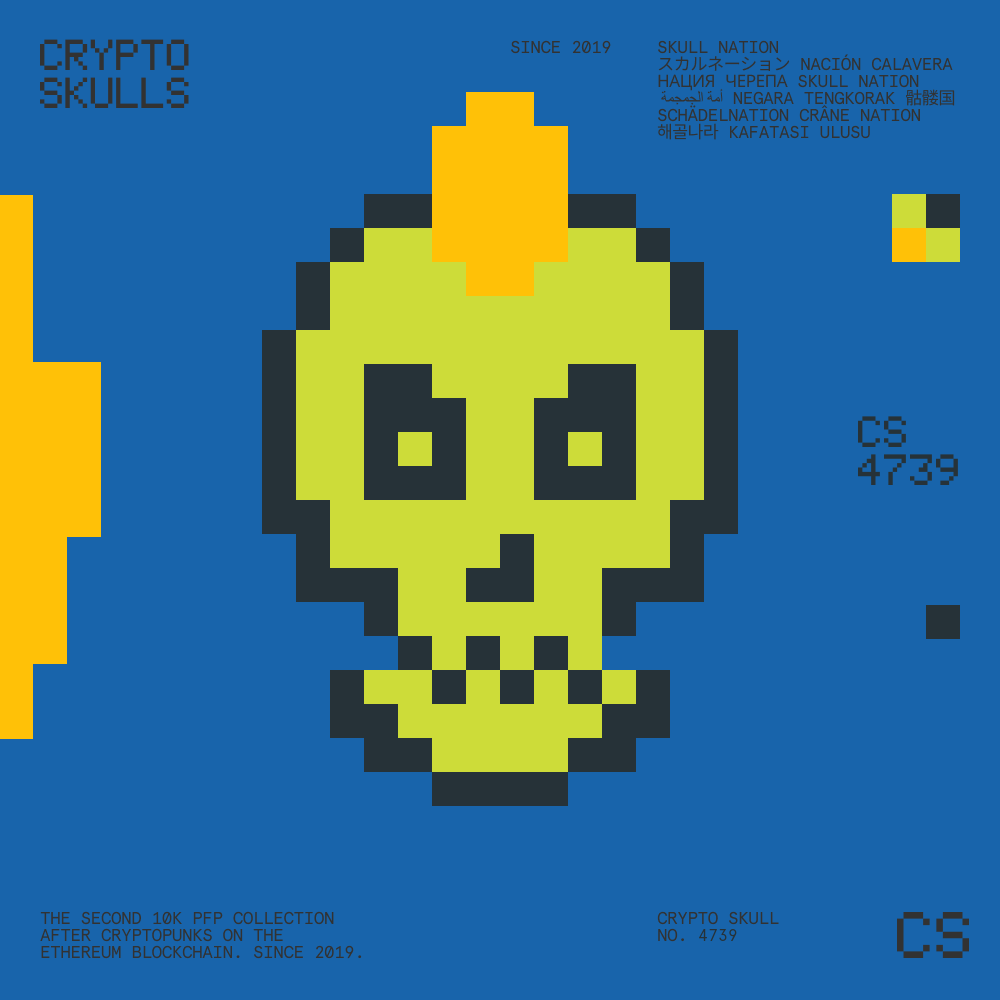 CRYPTO
SKULLS
SINCE 2019
SKULL NATION
スカルネーション NACIÓN CALAVERA
НАЦИЯ ЧЕРЕПА SKULL NATION
أمة الجمجمة NEGARA TENGKORAK 骷髅国
SCHÄDELNATION CRÂNE NATION
해골나라 KAFATASI ULUSU
CS
4739
THE SECOND 10K PFP COLLECTION
AFTER CRYPTOPUNKS ON THE
ETHEREUM BLOCKCHAIN. SINCE 2019.
CRYPTO SKULL
NO. 4739
CS